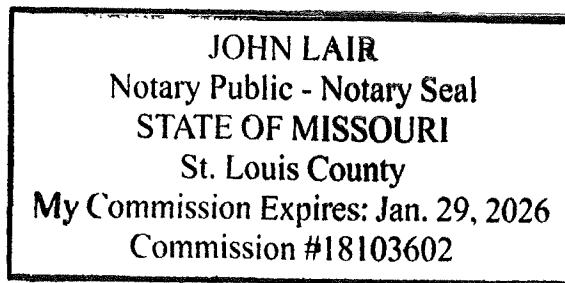 JOHN LAIR
Notary Public - Notary Seal
STATE OF MISSOURI
St. Louis County
My Commission Expires: Jan. 29, 2026
Commission #18103602